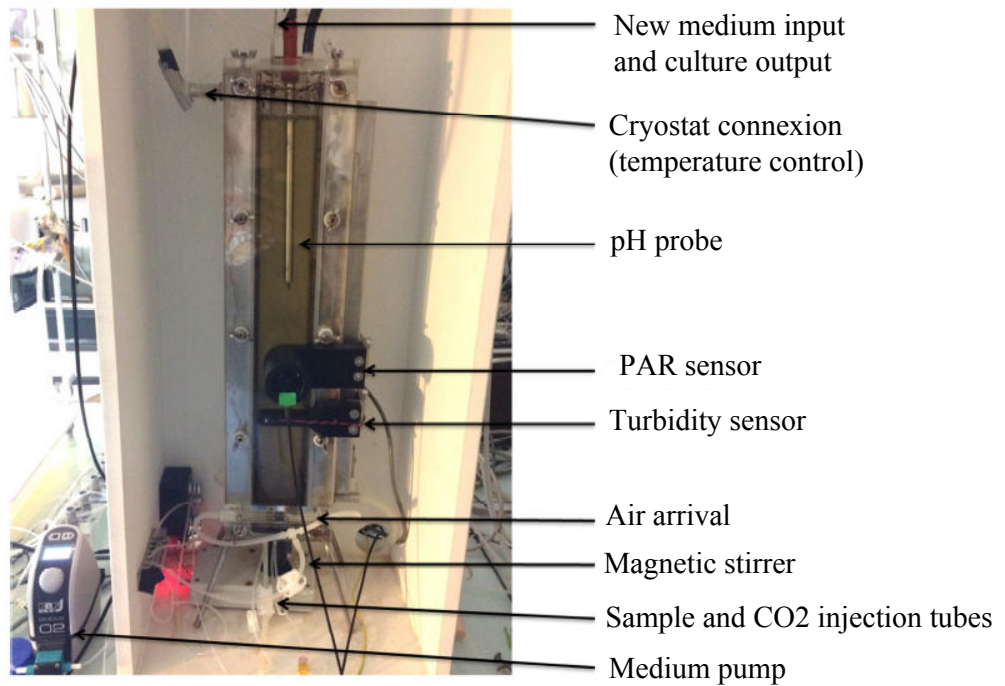 New medium input
and culture output
Cryostat connexion
(temperature control)
pH probe
PAR sensor
Turbidity sensor
Air arrival
Magnetic stirrer
Sample and CO2 injection tubes
Medium pump
02